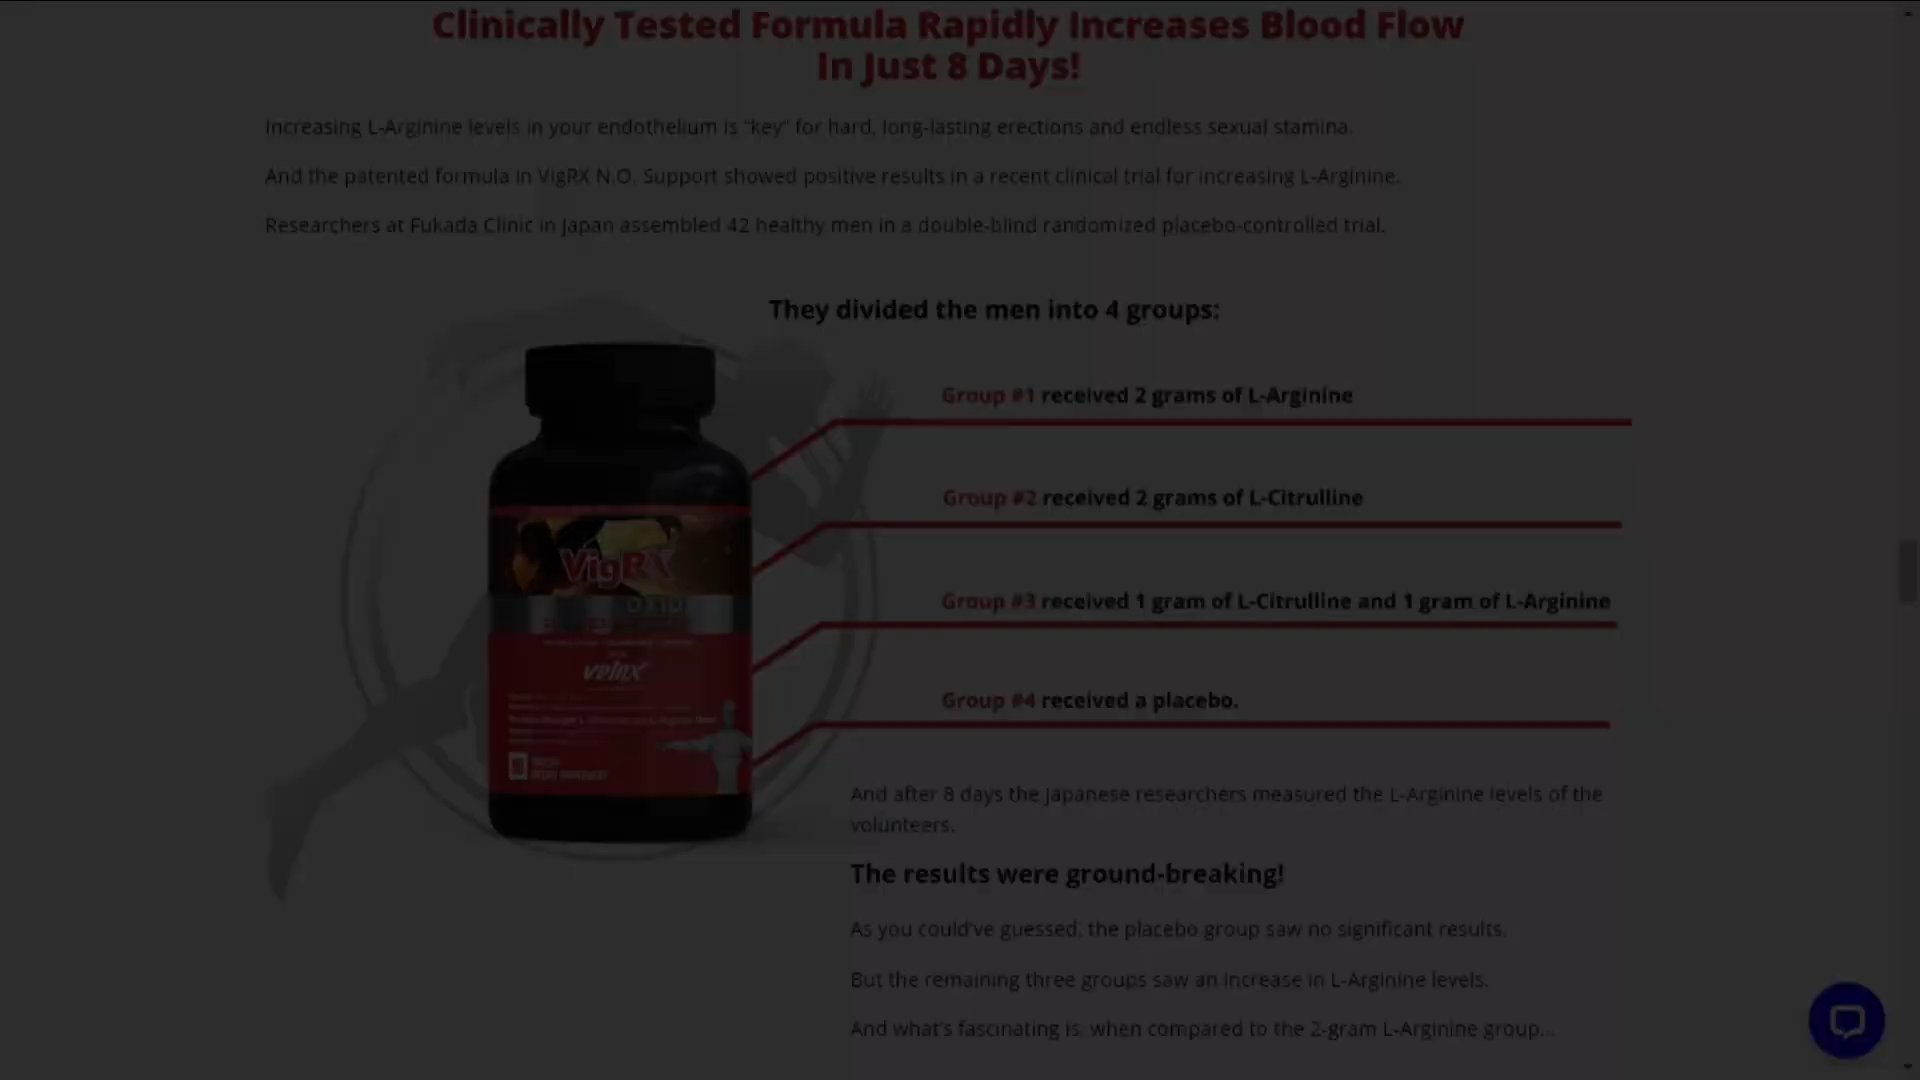 Clinically Tested Formula Rapidly Increases Blood Flow
In Just 8 Days!
Increasing L-Arginine levels in your endothelium is "key" for hard, long-lasting erections and endless sexual stamina.
And the patented formula in VigRX N.O. Support showed positive results in a recent clinical trial for increasing L-Arginine.
Researchers at Fukada Clinic in Japan assembled 42 healthy men in a double-blind randomized placebo-controlled trial.
They divided the men into 4 groups:
Group #1 received 2 grams of L-Arginine
Group #2 received 2 grams of L-Citrulline
Group #3 received 1 gram of L-Citrulline and 1 gram of L-Arginine
Group #4 received a placebo.
VigRX
velnx
And after 8 days the Japanese researchers measured the L-Arginine levels of the
volunteers.
The results were ground-breaking!
As you could've guessed, the placebo group saw no significant results.
But the remaining three groups saw an increase in L-Arginine levels.
And what's fascinating is, when compared to the 2-gram L-Arginine group...